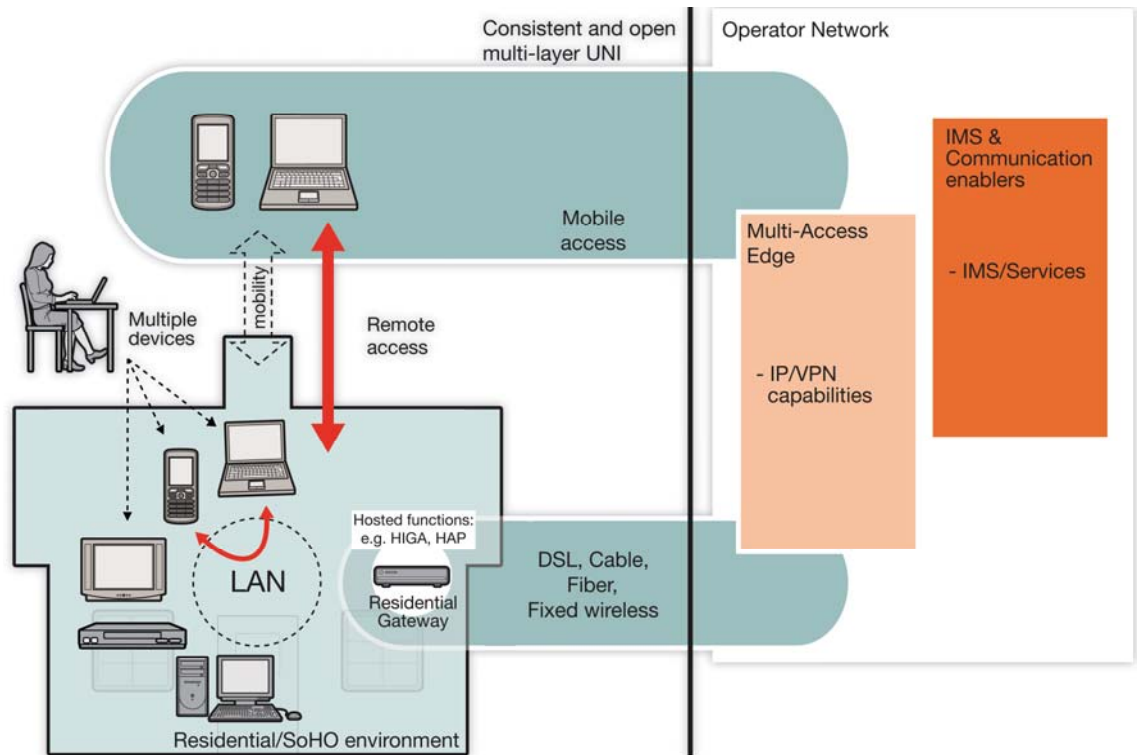 Consistent and open
multi-layer UNI
Operator Network
IMS &
Communication
enablers
- IMS/Services
Mobile
access
Multi-Access
Edge
- IP/VPN
capabilities
mobility
Multiple
devices
Remote
access
Hosted functions:
e.g. HIGA, HAP
LAN
Residential
Gateway
DSL, Cable,
Fiber,
Fixed wireless
Residential/SoHO environment